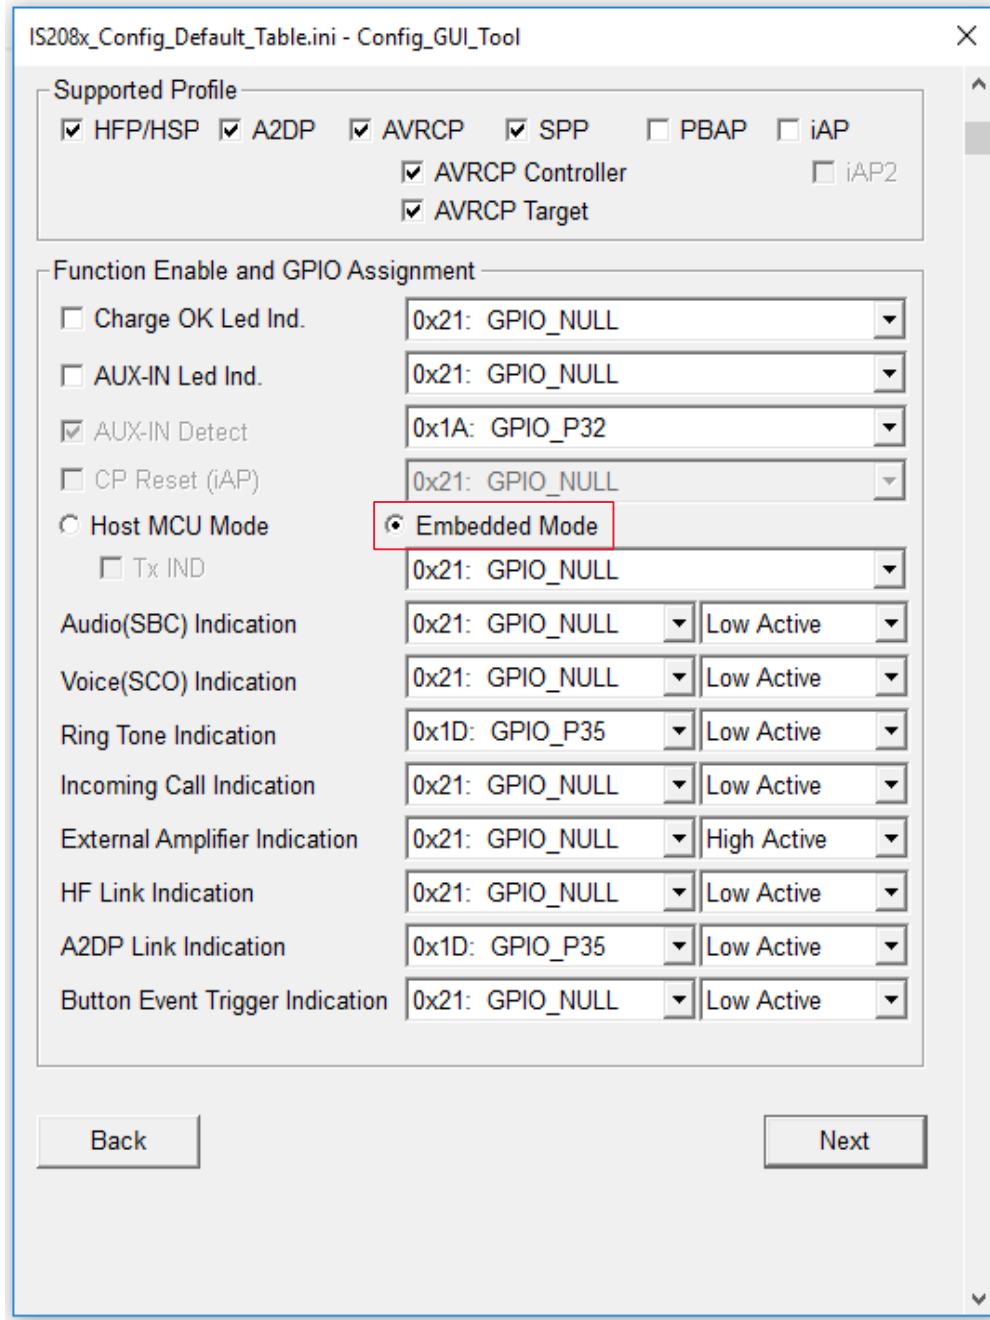 IS208x_Config_Default_Table.ini - Config_GUI_Tool
Supported Profile
HFP/HSP A2DP AVRCP SPP PBAP iAP
AVRCP Controller iAP2
AVRCP Target
Function Enable and GPIO Assignment
Charge OK Led Ind. 0x21: GPIO_NULL
AUX-IN Led Ind. 0x21: GPIO_NULL
AUX-IN Detect 0x1A: GPIO_P32
CP Reset (iAP) 0x21: GPIO_NULL
Host MCU Mode Embedded Mode
Tx IND 0x21: GPIO_NULL
Audio(SBC) Indication 0x21: GPIO_NULL Low Active
Voice(SCO) Indication 0x21: GPIO_NULL Low Active
Ring Tone Indication 0x1D: GPIO_P35 Low Active
Incoming Call Indication 0x21: GPIO_NULL Low Active
External Amplifier Indication 0x21: GPIO_NULL High Active
HF Link Indication 0x21: GPIO_NULL Low Active
A2DP Link Indication 0x1D: GPIO_P35 Low Active
Button Event Trigger Indication 0x21: GPIO_NULL Low Active
Back Next